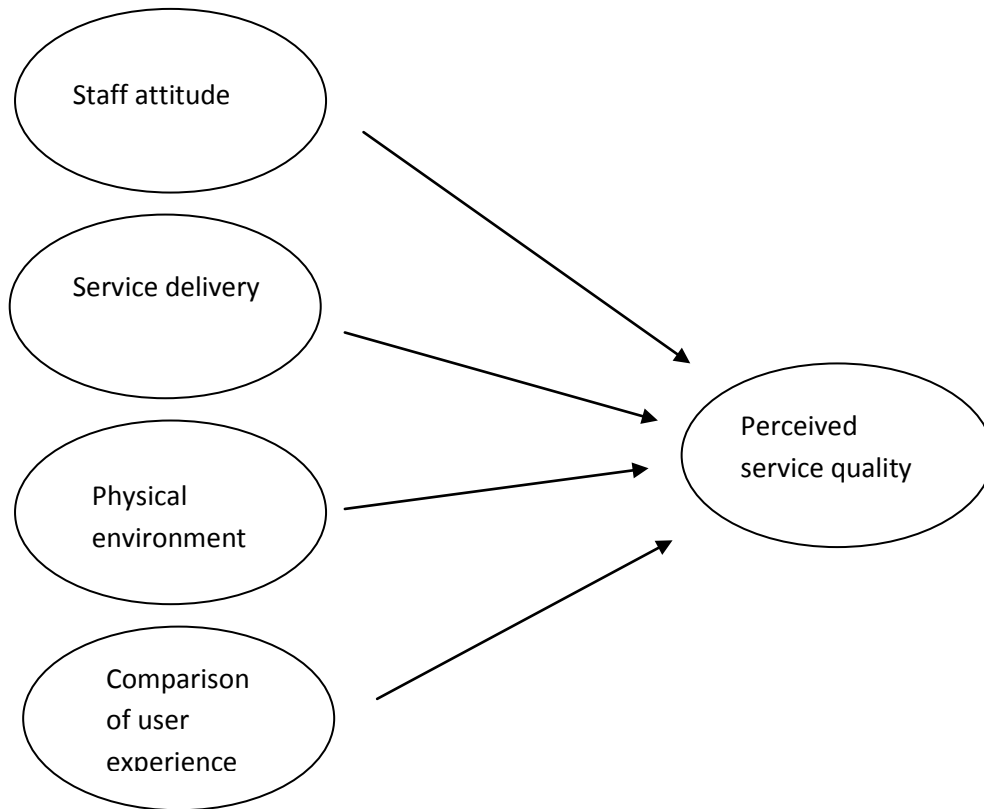 Staff attitude
Service delivery
Physical
environment
Comparison
of user
experience
Perceived
service quality